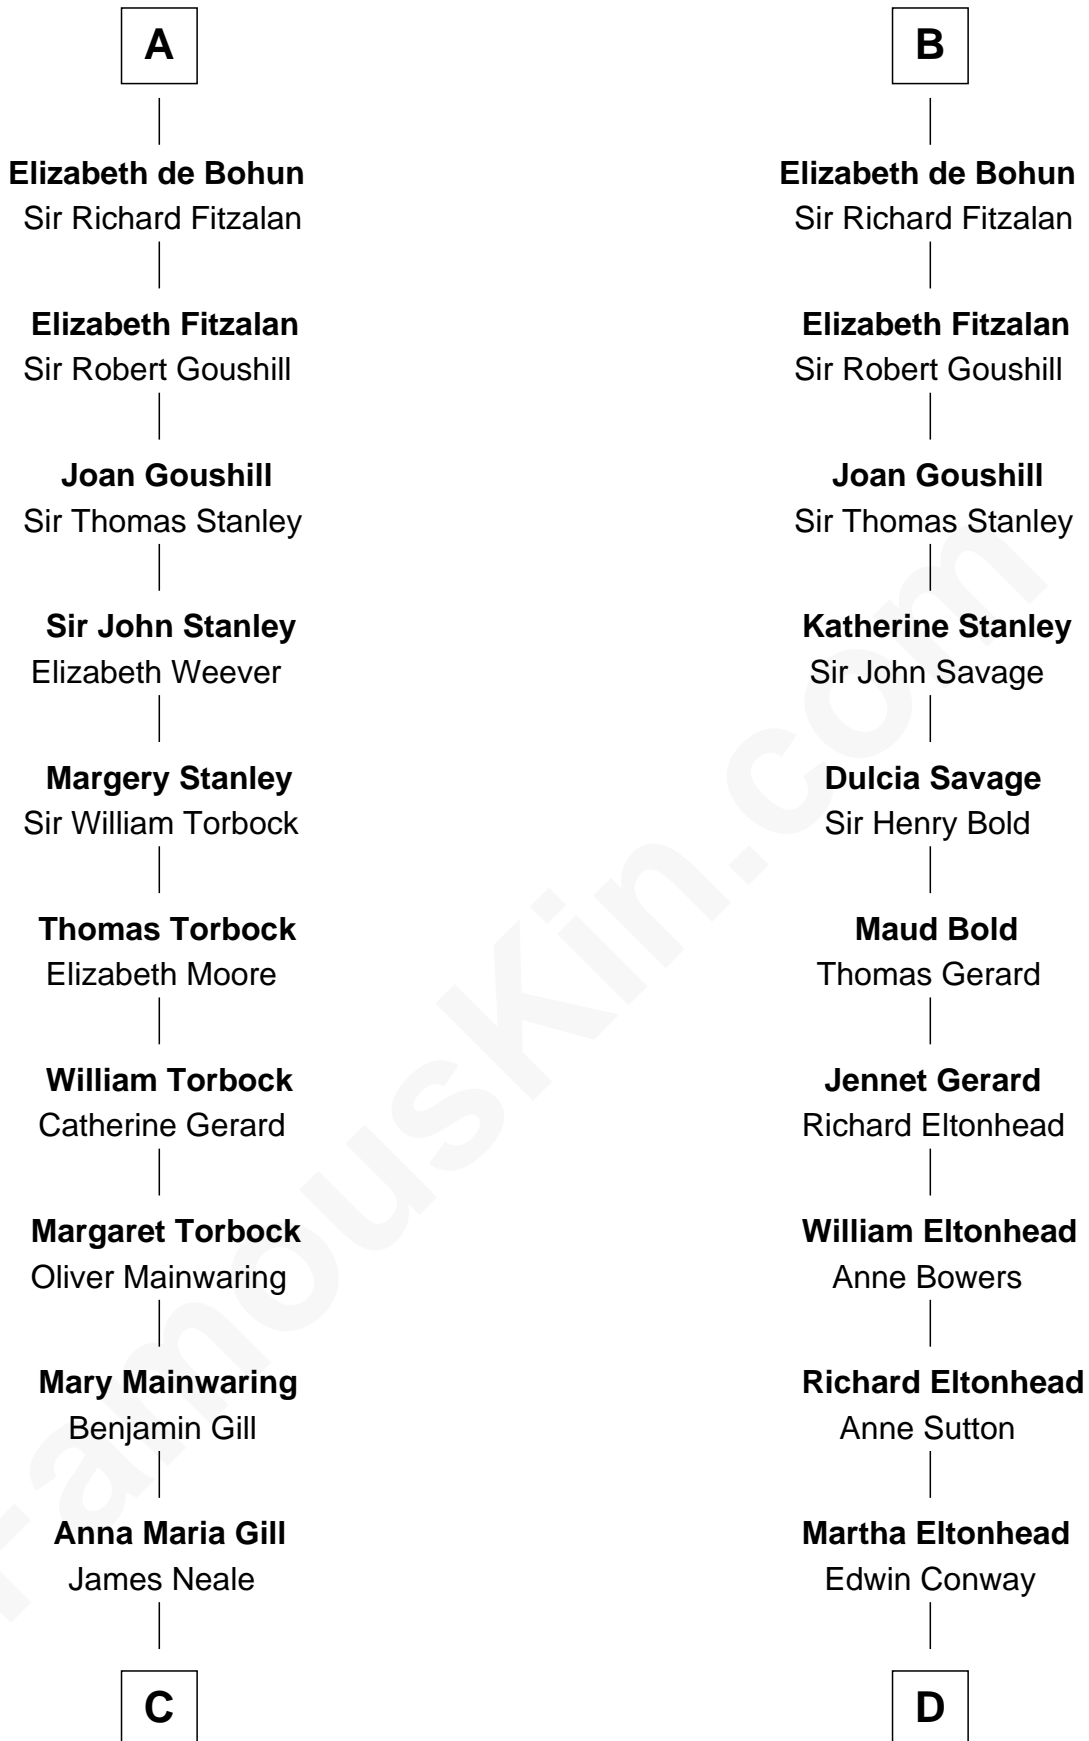 A
Elizabeth de Bohun
Sir Richard Fitzalan
Elizabeth Fitzalan
Sir Robert Goushill
Joan Goushill
Sir Thomas Stanley
Sir John Stanley
Elizabeth Weever
Margery Stanley
Sir William Torbock
Thomas Torbock
Elizabeth Moore
William Torbock
Catherine Gerard
Margaret Torbock
Oliver Mainwaring
Mary Mainwaring
Benjamin Gill
Anna Maria Gill
James Neale
C
B
Elizabeth de Bohun
Sir Richard Fitzalan
Elizabeth Fitzalan
Sir Robert Goushill
Joan Goushill
Sir Thomas Stanley
Katherine Stanley
Sir John Savage
Dulcia Savage
Sir Henry Bold
Maud Bold
Thomas Gerard
Jennet Gerard
Richard Eltonhead
William Eltonhead
Anne Bowers
Richard Eltonhead
Anne Sutton
Martha Eltonhead
Edwin Conway
D
FamousKin.com